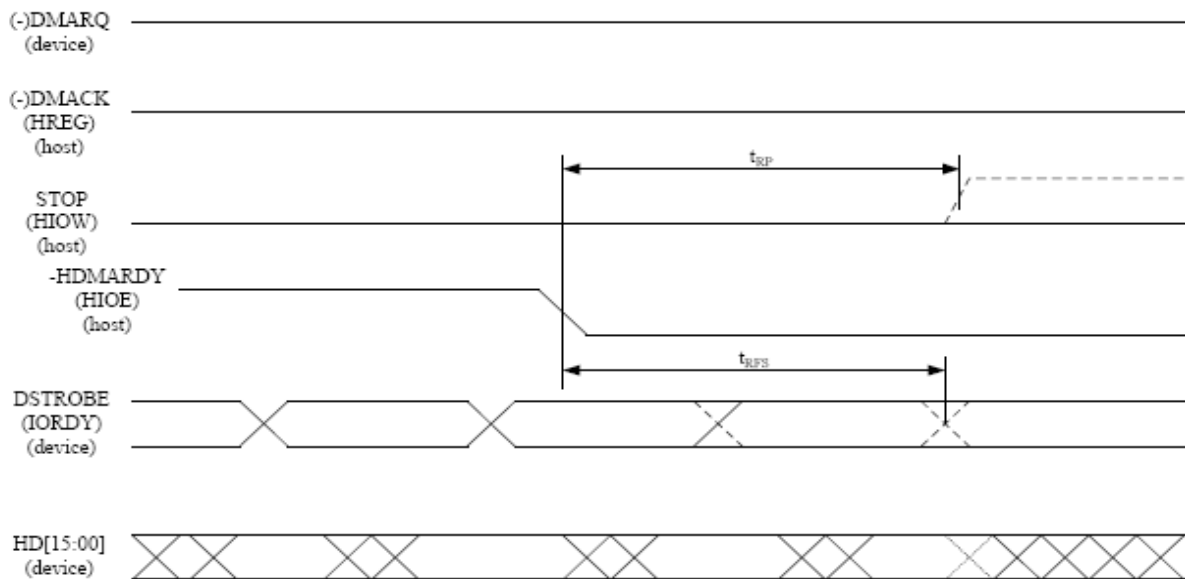 (-)DMARQ
(device)
(-)DMACK
(HREG)
(host)
tRP
STOP
(HIOW)
(host)
-HDMARDY
(HIOE)
(host)
tRFS
DSTROBE
(IORDY)
(device)
HD[15:00]
(device)